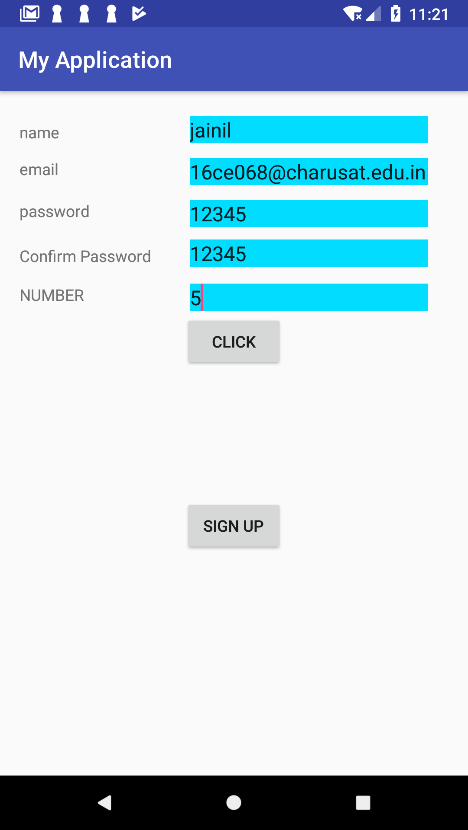 11:21
My Application
name jainil
email 16ce068@charusat.edu.in
password 12345
Confirm Password 12345
NUMBER 5
CLICK
SIGN UP